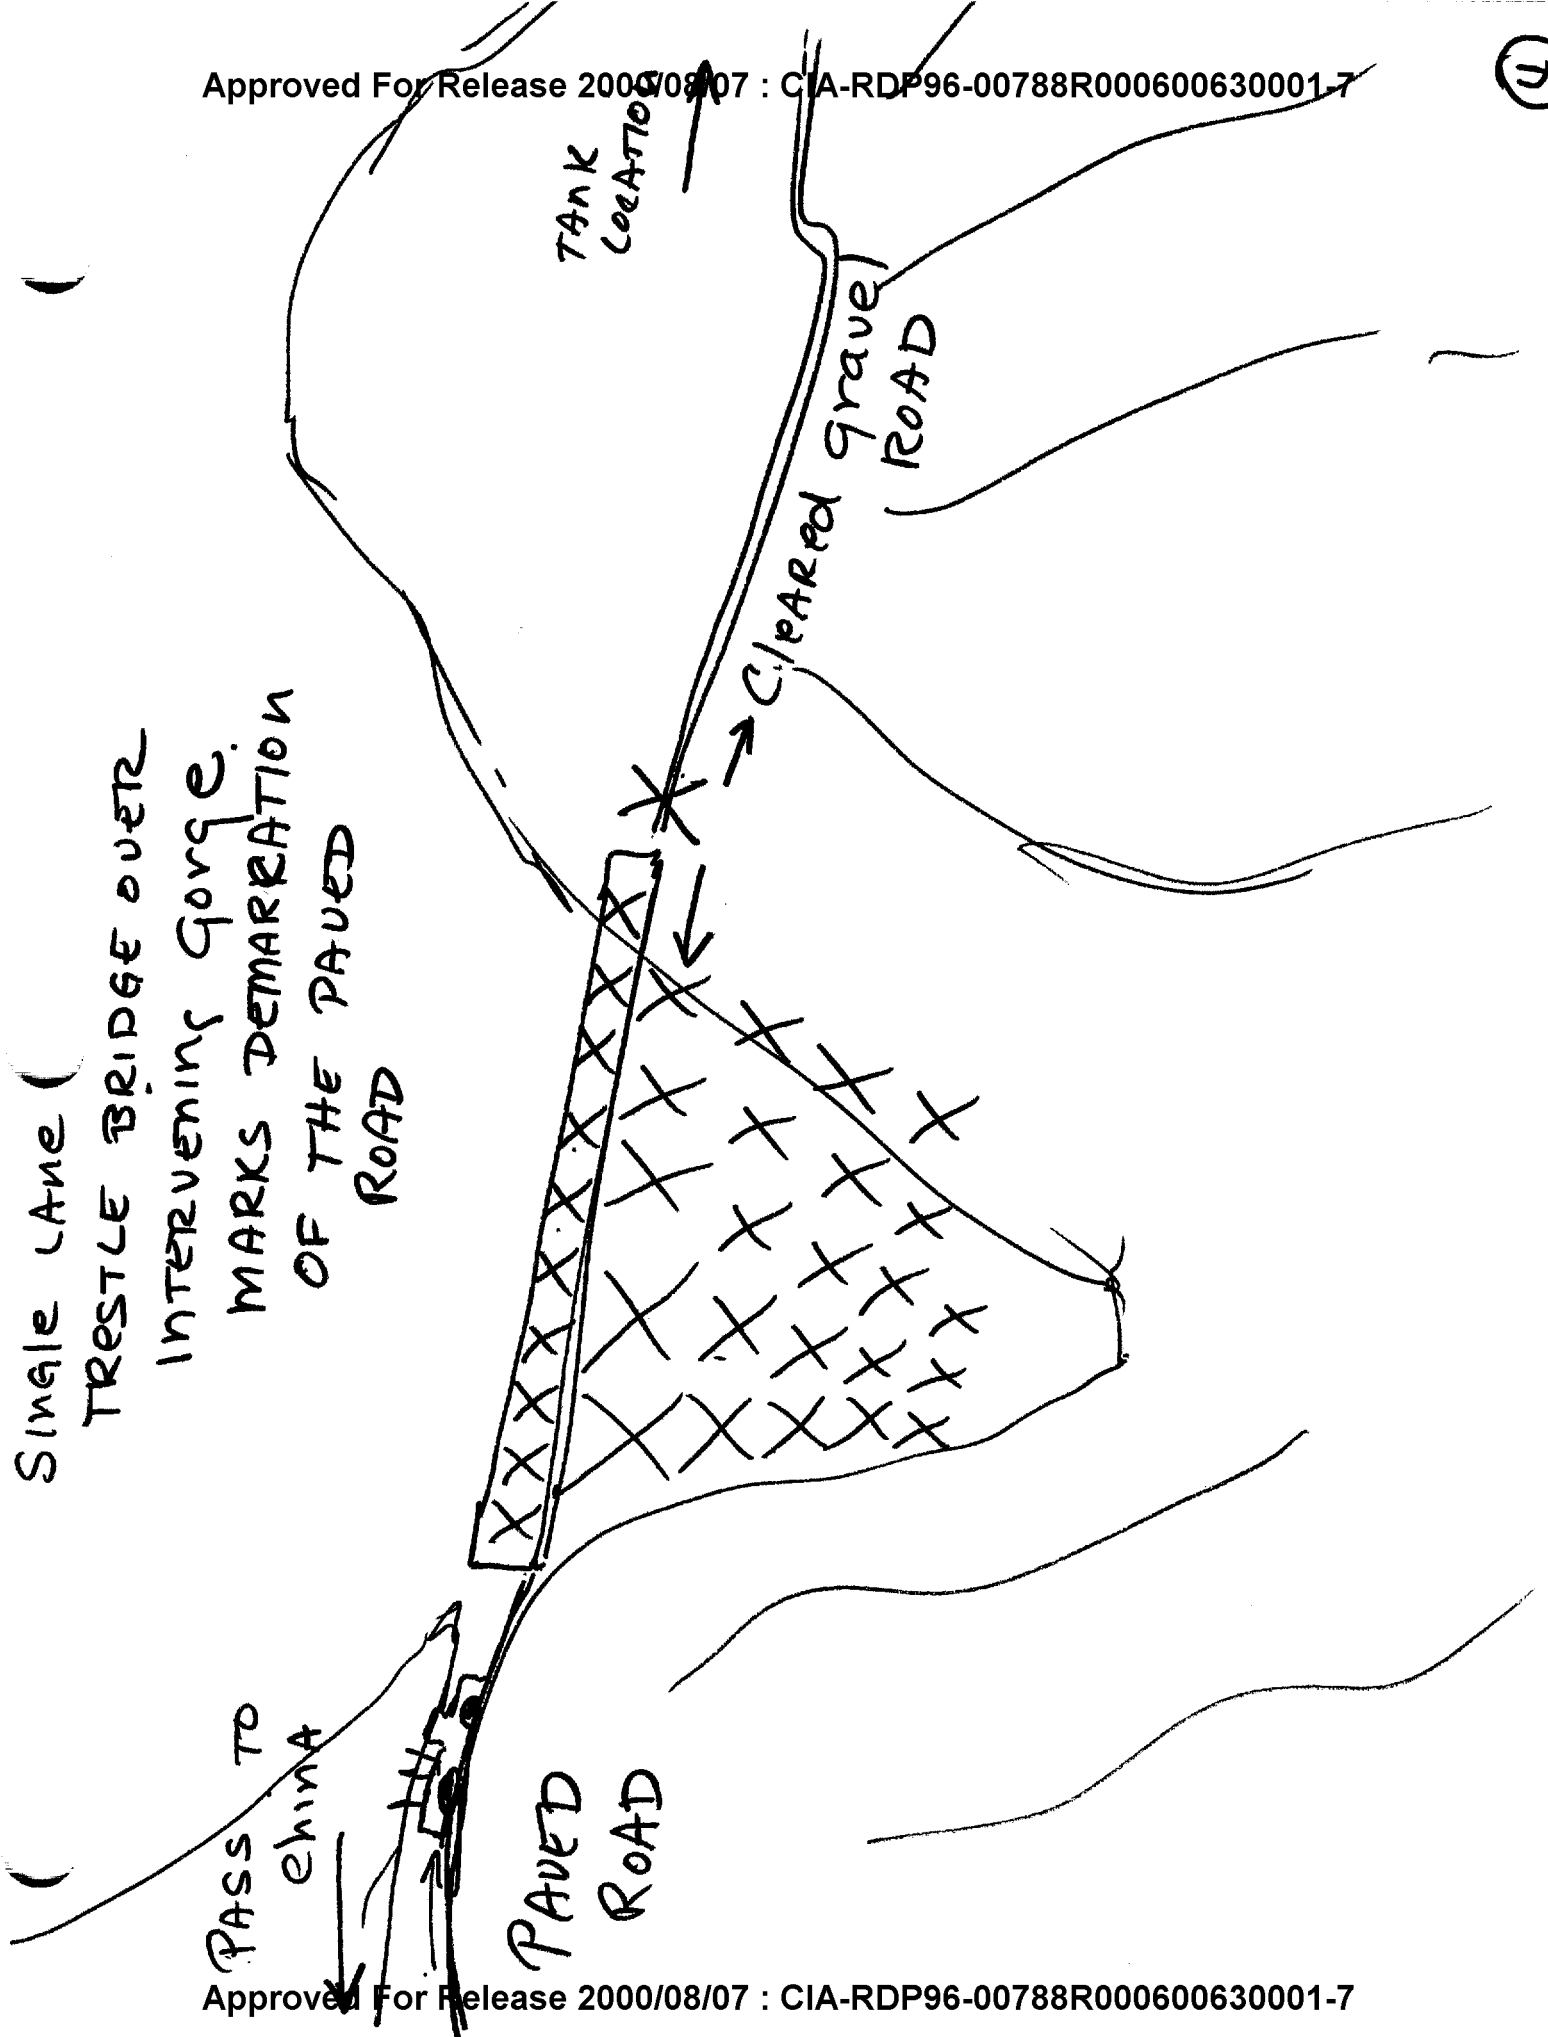 Approved For Release 2000/08/07 : CIA-RDP96-00788R000600630001-7
Single Lane
TRESTLE BRIDGE OVER
Intervening Gorge.
MARKS DEMARRATION
OF THE PAVED
ROAD
TANK
LOCATION
Cleared gravel
ROAD
PASS TO
China
PAVED
ROAD
Approved For Release 2000/08/07 : CIA-RDP96-00788R000600630001-7